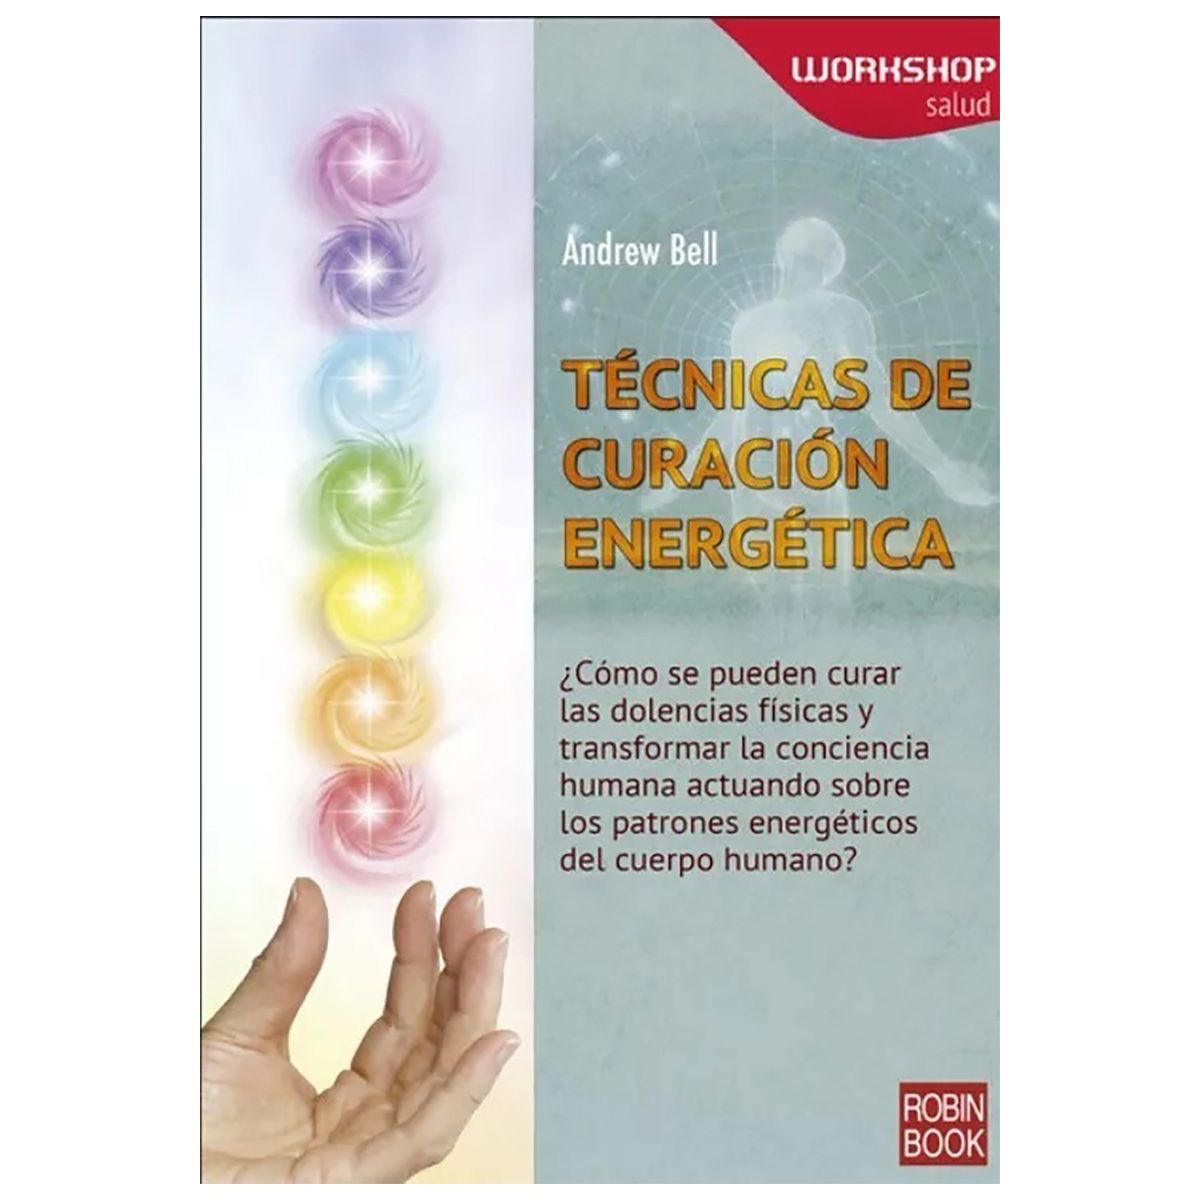 WORKSHOP
salud
Andrew Bell
TÉCNICAS DE
CURACIÓN
ENERGÉTICA
¿Cómo se pueden curar
las dolencias físicas y
transformar la conciencia
humana actuando sobre
los patrones energéticos
del cuerpo humano?
ROBIN
BOOK